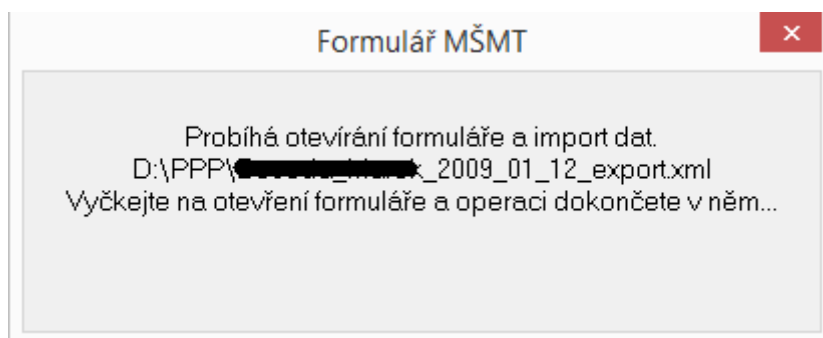 Formulář MŠMT
Probíhá otevírání formuláře a import dat.
D:\PPP\ _2009_01_12_export.xml
Vyčkejte na otevření formuláře a operaci dokončete v něm...